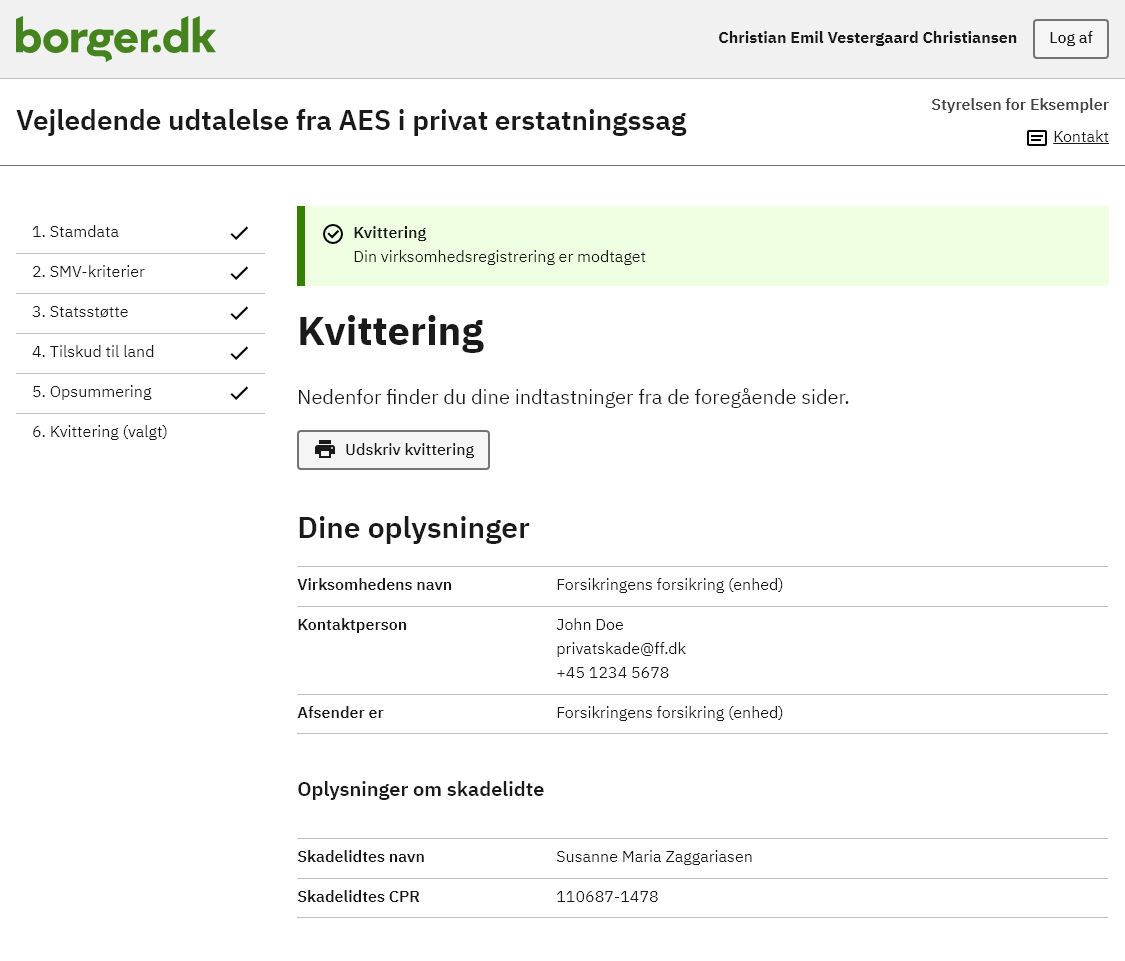 borger.dk
Christian Emil Vestergaard Christiansen
Log af
Vejledende udtalelse fra AES i privat erstatningssag
Styrelsen for Eksempler
Kontakt
1. Stamdata
2. SMV-kriterier
3. Statsstøtte
4. Tilskud til land
5. Opsummering
6. Kvittering (valgt)
Kvittering
Din virksomhedsregistrering er modtaget
Kvittering
Nedenfor finder du dine indtastninger fra de foregående sider.
Udskriv kvittering
Dine oplysninger
Virksomhedens navn Forsikringens forsikring (enhed)
Kontaktperson John Doe
privatskade@ff.dk
+45 1234 5678
Afsender er Forsikringens forsikring (enhed)
Oplysninger om skadelidte
Skadelidtes navn Susanne Maria Zaggariasen
Skadelidtes CPR 110687-1478